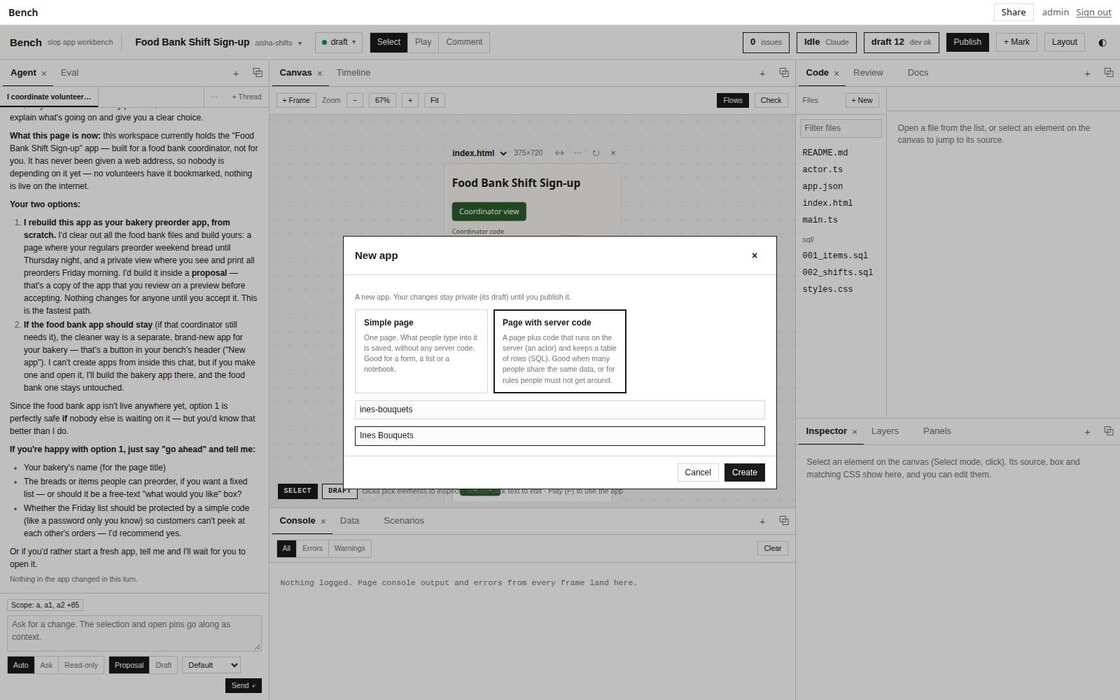 Bench
Share
admin
Sign out
Bench slop app workbench
Food Bank Shift Sign-up aisha-shifts ▾
draft ▾
Select
Play
Comment
0 issues
Idle Claude
draft 12 dev ok
Publish
+ Mark
Layout
Agent ×
Eval
I coordinate volunteer…
···
+ Thread
explain what's going on and give you a clear choice.
What this page is now: this workspace currently holds the "Food
Bank Shift Sign-up" app — built for a food bank coordinator, not for
you. It has never been given a web address, so nobody is
depending on it yet — no volunteers have it bookmarked, nothing
is live on the internet.
Your two options:
1. I rebuild this app as your bakery preorder app, from
scratch. I'd clear out all the food bank files and build yours: a
page where your regulars preorder weekend bread until
Thursday night, and a private view where you see and print all
preorders Friday morning. I'd build it inside a proposal —
that's a copy of the app that you review on a preview before
accepting. Nothing changes for anyone until you accept it. This
is the fastest path.
2. If the food bank app should stay (if that coordinator still
needs it), the cleaner way is a separate, brand-new app for
your bakery — that's a button in your bench's header ("New
app"). I can't create apps from inside this chat, but if you make
one and open it, I'll build the bakery app there, and the food
bank one stays untouched.
Since the food bank app isn't live anywhere yet, option 1 is
perfectly safe if nobody else is waiting on it — but you'd know that
better than I do.
If you're happy with option 1, just say "go ahead" and tell me:
• Your bakery's name (for the page title)
• The breads or items people can preorder, if you want a fixed
list — or should it be a free-text "what would you like" box?
• Whether the Friday list should be protected by a simple code
(like a password only you know) so customers can't peek at
each other's orders — I'd recommend yes.
Or if you'd rather start a fresh app, tell me and I'll wait for you to
open it.
Nothing in the app changed in this turn.
Scope: a, a1, a2 +85
Ask for a change. The selection and open pins go along as
context.
Auto
Ask
Read-only
Proposal
Draft
Default
Send
Canvas ×
Timeline
+ Frame
Zoom
−
67%
+
Fit
Flows
Check
index.html
375×720
Food Bank Shift Sign-up
Coordinator view
Coordinator code
New app
×
A new app. Your changes stay private (its draft) until you publish it.
Simple page
One page. What people type into it
is saved, without any server code.
Good for a form, a list or a
notebook.
Page with server code
A page plus code that runs on the
server (an actor) and keeps a table
of rows (SQL). Good when many
people share the same data, or for
rules people must not get around.
ines-bouquets
Ines Bouquets
Cancel
Create
SELECT
DRAFT
text to edit · Play (P) to use the app
Console ×
Data
Scenarios
All
Errors
Warnings
Clear
Nothing logged. Page console output and errors from every frame land here.
Code ×
Review
Docs
Files
+ New
Filter files
README.md
actor.ts
app.json
index.html
main.ts
sql/
001_items.sql
002_shifts.sql
styles.css
Open a file from the list, or select an element on the
canvas to jump to its source.
Inspector ×
Layers
Panels
Select an element on the canvas (Select mode, click). Its source, box and
matching CSS show here, and you can edit them.